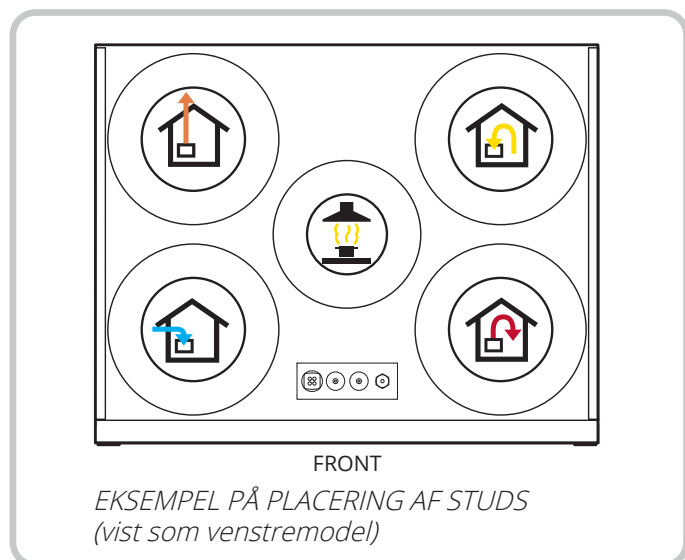 FRONT
EKSEMPEL PÅ PLACERING AF STUDS
(vist som venstremodel)